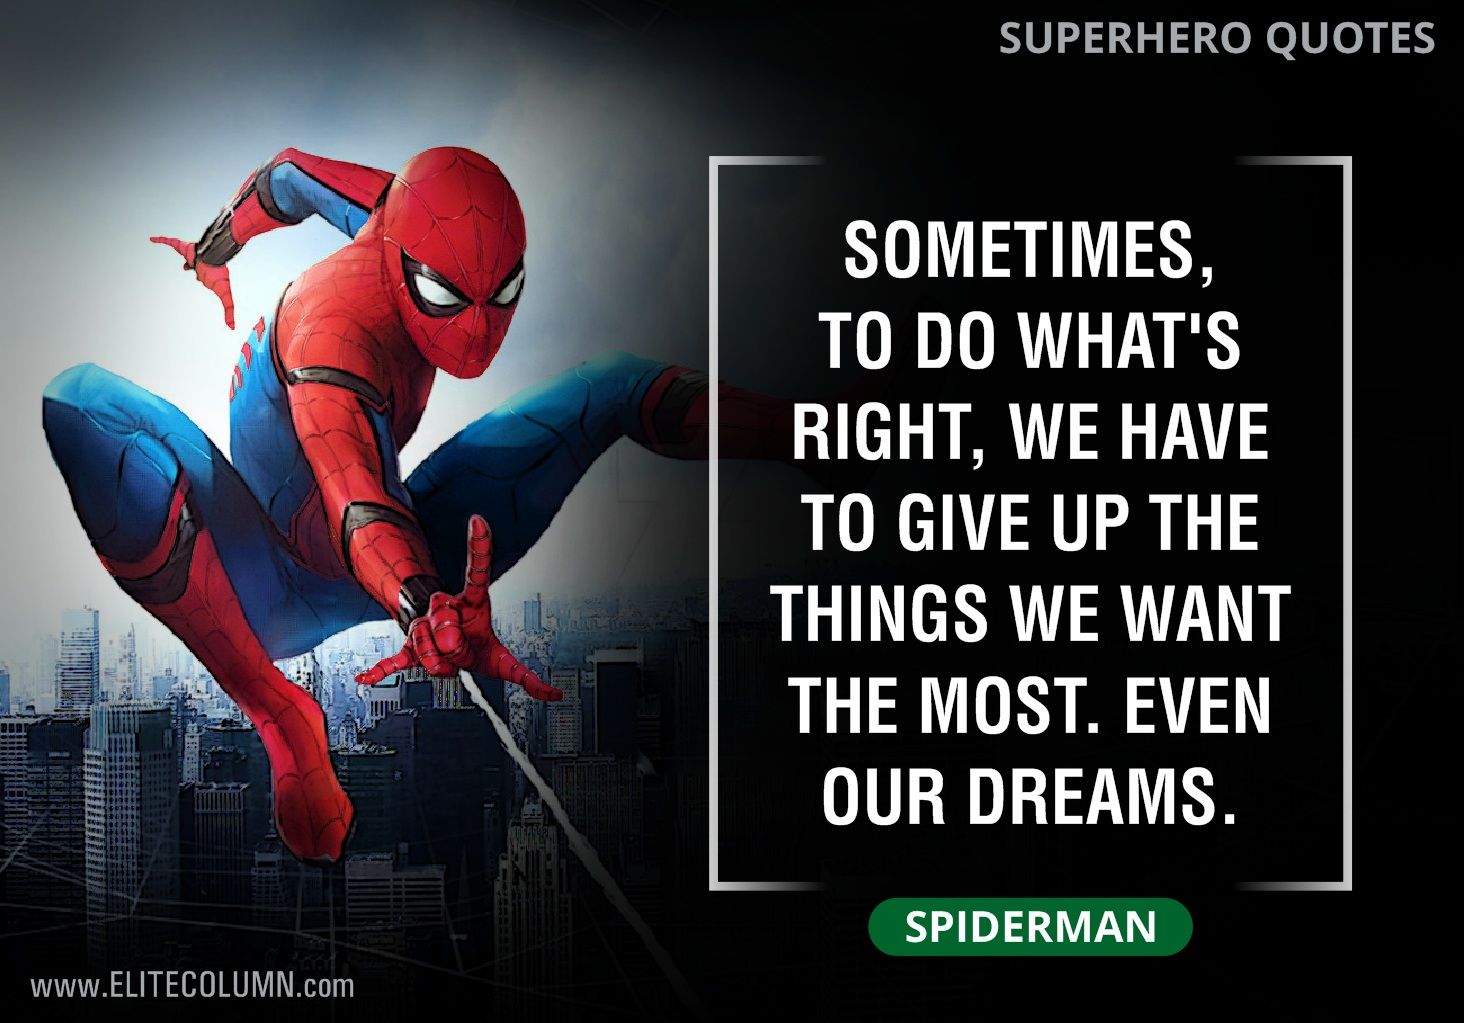 SUPERHERO QUOTES
SOMETIMES,
TO DO WHAT'S
RIGHT, WE HAVE
TO GIVE UP THE
THINGS WE WANT
THE MOST. EVEN
OUR DREAMS.
SPIDERMAN
www.ELITECOLUMN.com